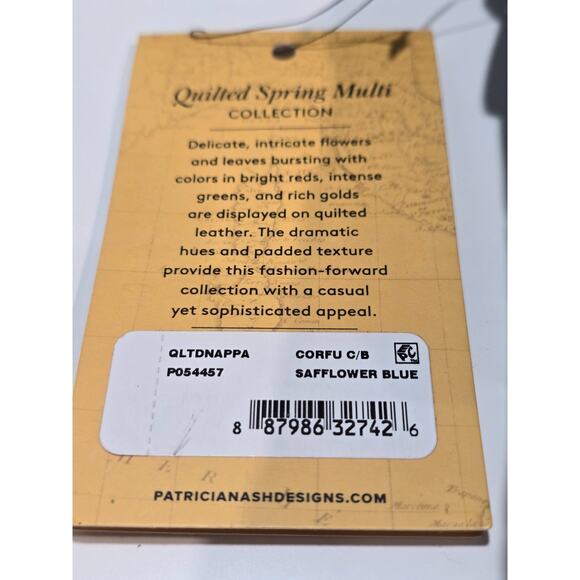 Quilted Spring Multi
COLLECTION
Delicate, intricate flowers
and leaves bursting with
colors in bright reds, intense
greens, and rich golds
are displayed on quilted
leather. The dramatic
hues and padded texture
provide this fashion-forward
collection with a casual
yet sophisticated appeal.
QLTDNAPPA CORFU C/B
P054457 SAFFLOWER BLUE
8 87986 32742 6
PATRICIANASHDESIGNS.COM